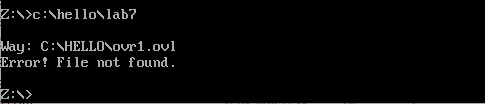 Z:\>c:\hello\lab7
Way: C:\HELLO\ovr1.ovl
Error! File not found.
Z:\>